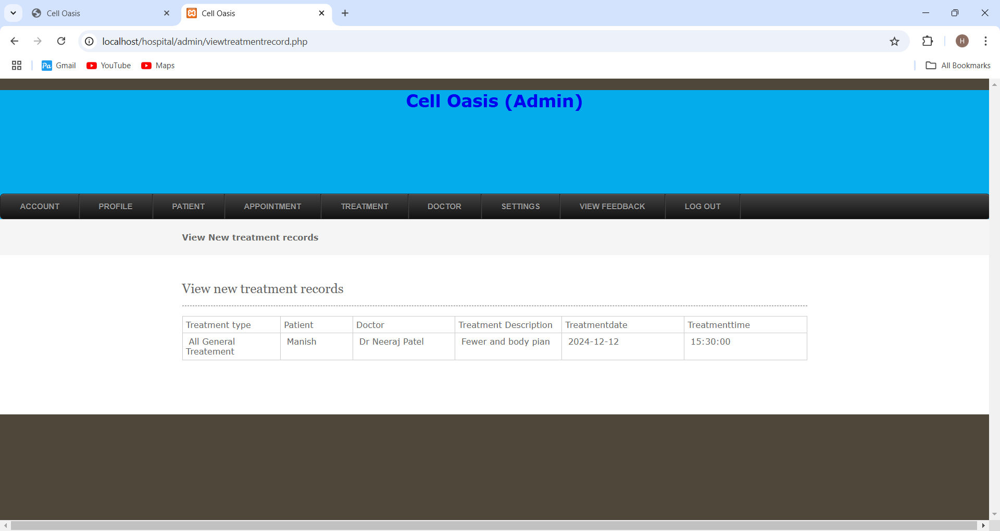 Cell Oasis
Cell Oasis
localhost/hospital/admin/viewtreatmentrecord.php
H
Pa Gmail YouTube Maps All Bookmarks
Cell Oasis (Admin)
ACCOUNT PROFILE PATIENT APPOINTMENT TREATMENT DOCTOR SETTINGS VIEW FEEDBACK LOG OUT
View New treatment records
View new treatment records
Treatment type Patient Doctor Treatment Description Treatmentdate Treatmenttime
All General Manish Dr Neeraj Patel Fewer and body pian 2024-12-12 15:30:00
Treatement